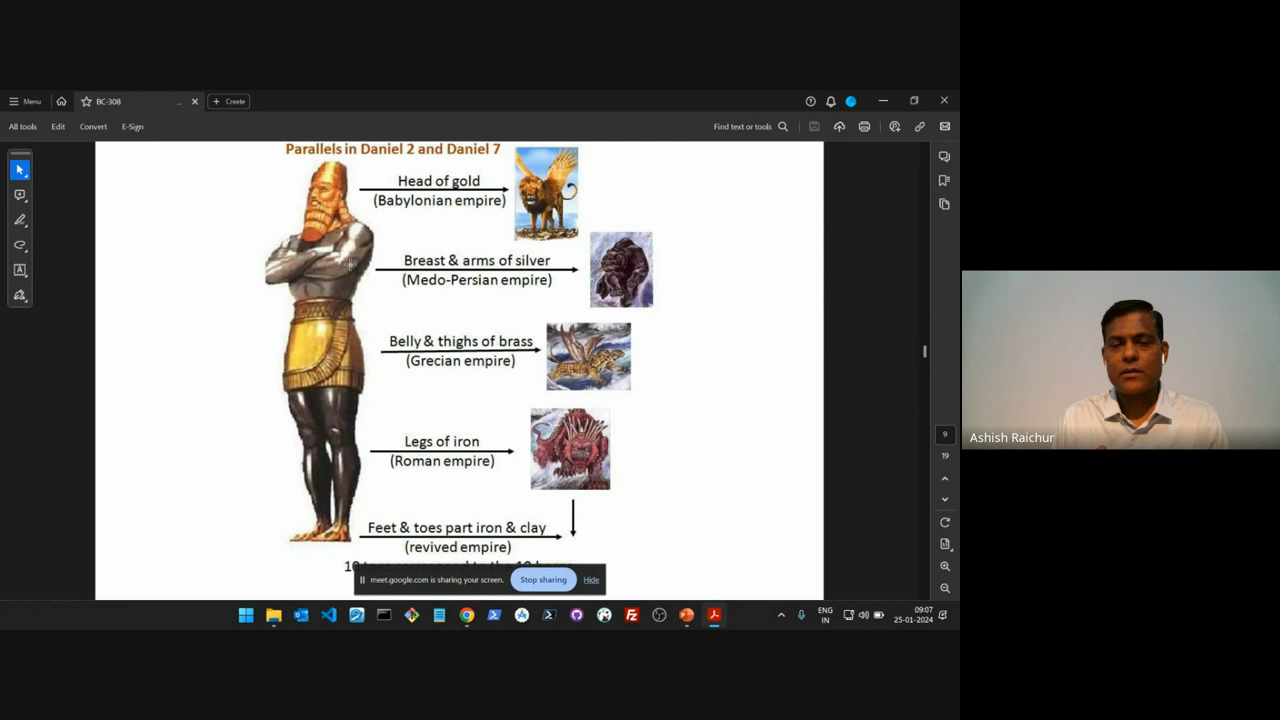 Menu
BC-308
...
Create
All tools
Edit
Convert
E-Sign
Find text or tools
Parallels in Daniel 2 and Daniel 7
Head of gold
(Babylonian empire)
Breast & arms of silver
(Medo-Persian empire)
Belly & thighs of brass
(Grecian empire)
Legs of iron
(Roman empire)
Feet & toes part iron & clay
(revived empire)
meet.google.com is sharing your screen.
Stop sharing
Hide
9
19
Ashish Raichur
ENG
IN
09:07
25-01-2024